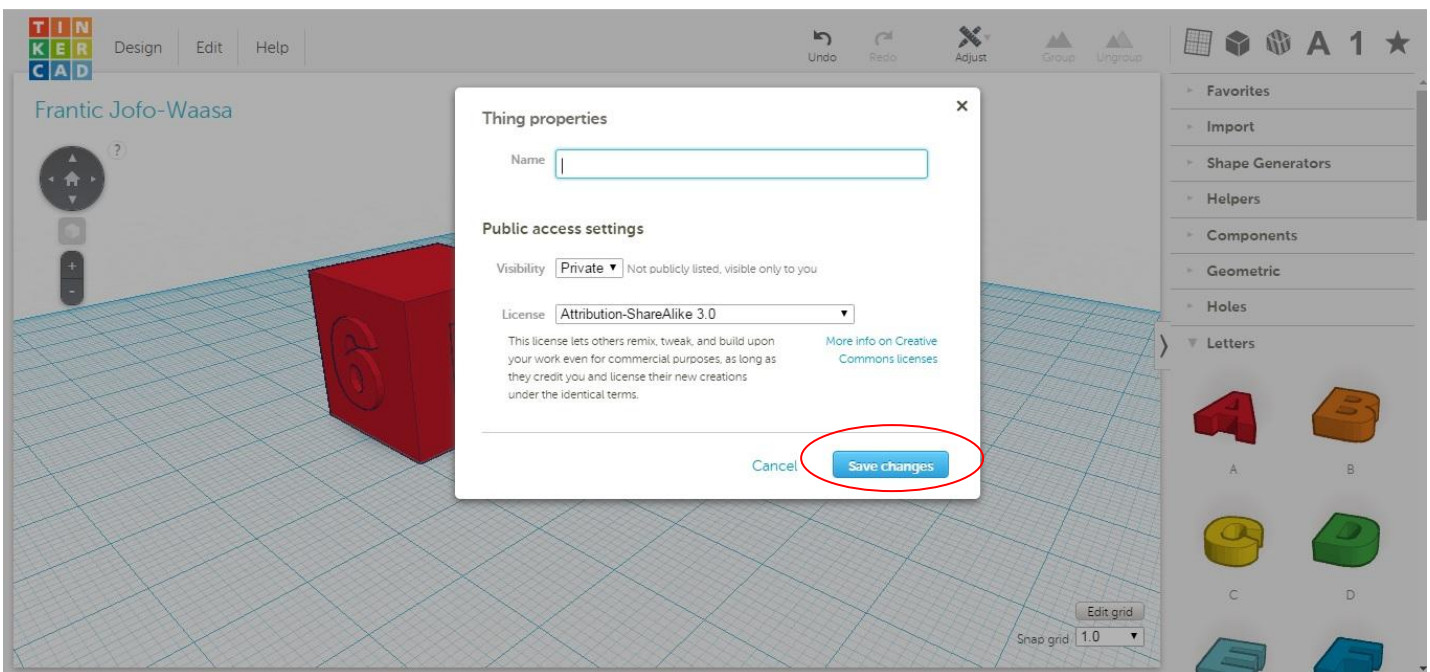 TIN
KER
CAD
Design Edit Help
Undo Redo Adjust Group Ungroup
A 1
Frantic Jofo-Waasa
?
+
-
6
Thing properties
×
Name
Public access settings
Visibility Private Not publicly listed, visible only to you
License Attribution-ShareAlike 3.0
This license lets others remix, tweak, and build upon
your work even for commercial purposes, as long as
they credit you and license their new creations
under the identical terms.
More info on Creative
Commons licenses
Cancel Save changes
Favorites
Import
Shape Generators
Helpers
Components
Geometric
Holes
Letters
A B
A B
C D
C D
E F
Edit grid
Snap grid 1.0